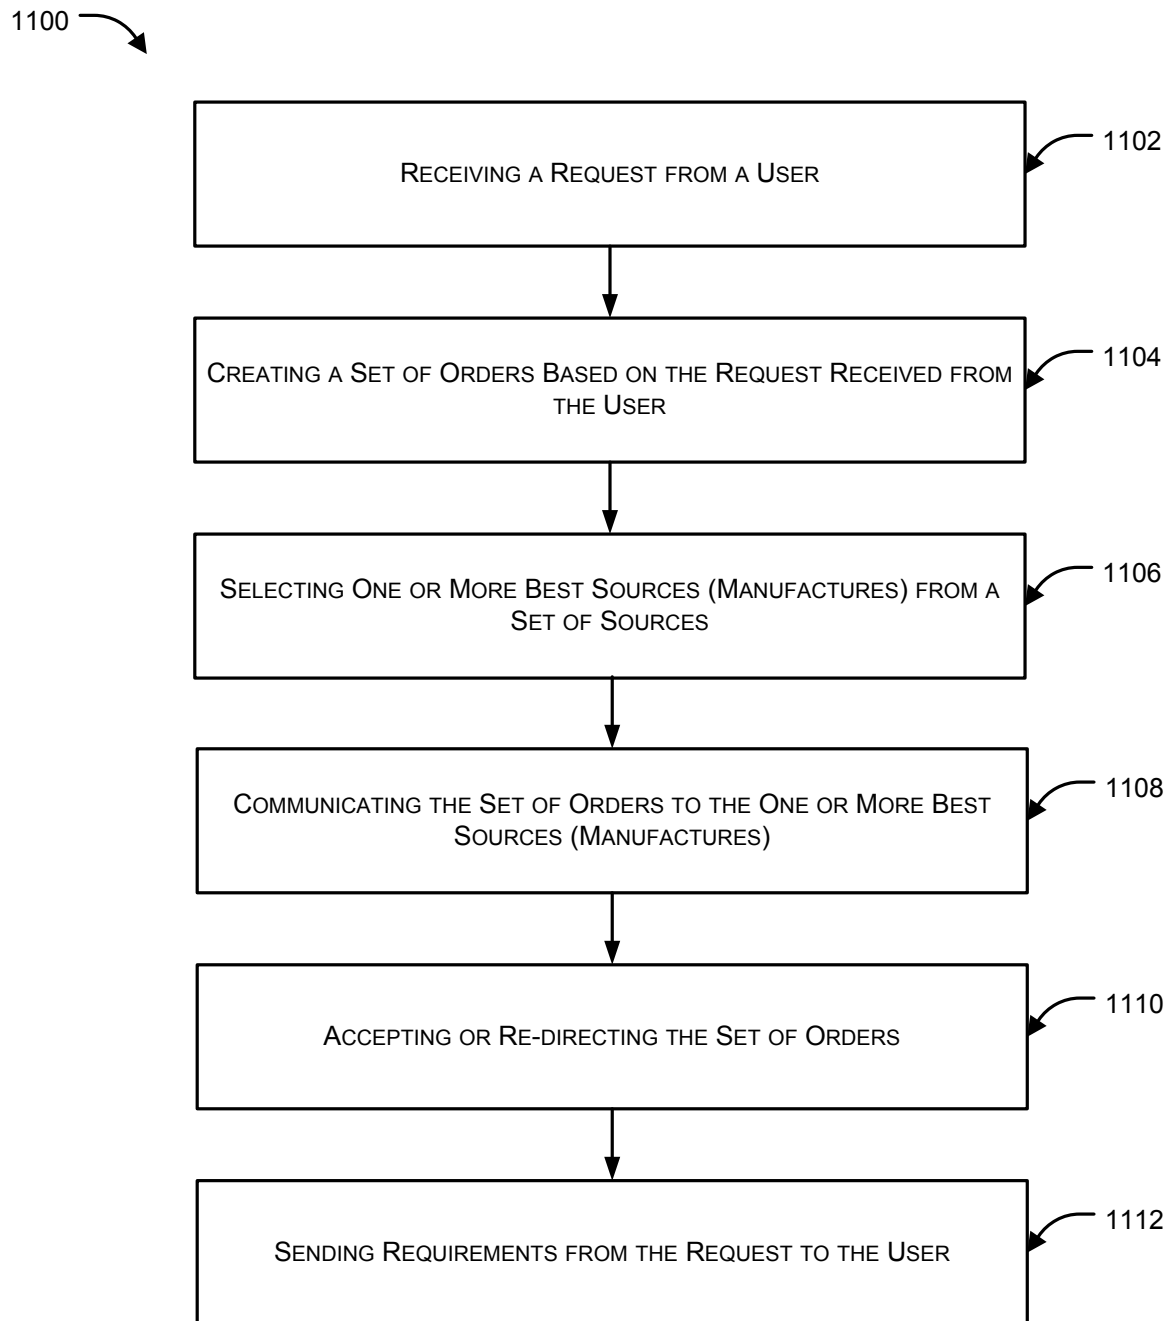 1100
RECEIVING A REQUEST FROM A USER
1102
CREATING A SET OF ORDERS BASED ON THE REQUEST RECEIVED FROM
THE USER
1104
SELECTING ONE OR MORE BEST SOURCES (MANUFACTURES) FROM A
SET OF SOURCES
1106
COMMUNICATING THE SET OF ORDERS TO THE ONE OR MORE BEST
SOURCES (MANUFACTURES)
1108
ACCEPTING OR RE-DIRECTING THE SET OF ORDERS
1110
SENDING REQUIREMENTS FROM THE REQUEST TO THE USER
1112